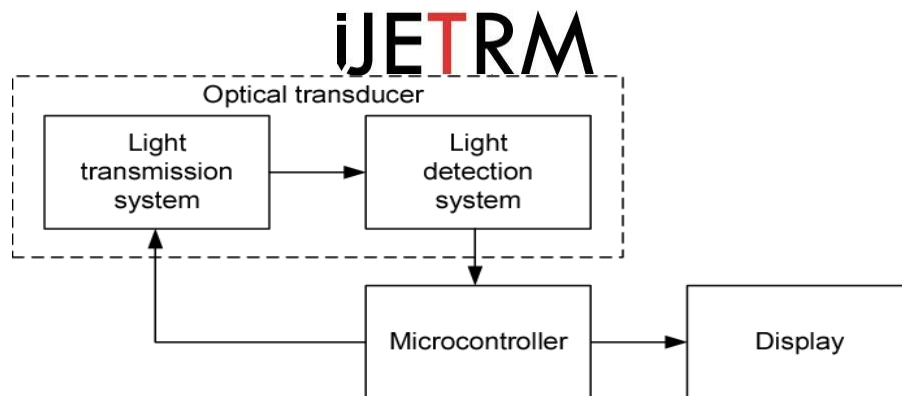 iJETRM
Optical transducer
Light
transmission
system
Light
detection
system
Microcontroller
Display